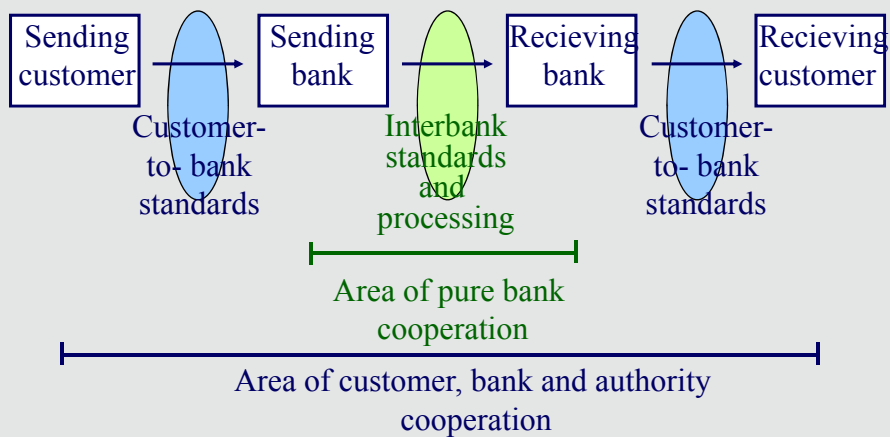 Sending
customer
Sending
bank
Recieving
bank
Recieving
customer
Customer-
to- bank
standards
Interbank
standards
and
processing
Customer-
to- bank
standards
Area of pure bank
cooperation
Area of customer, bank and authority
cooperation